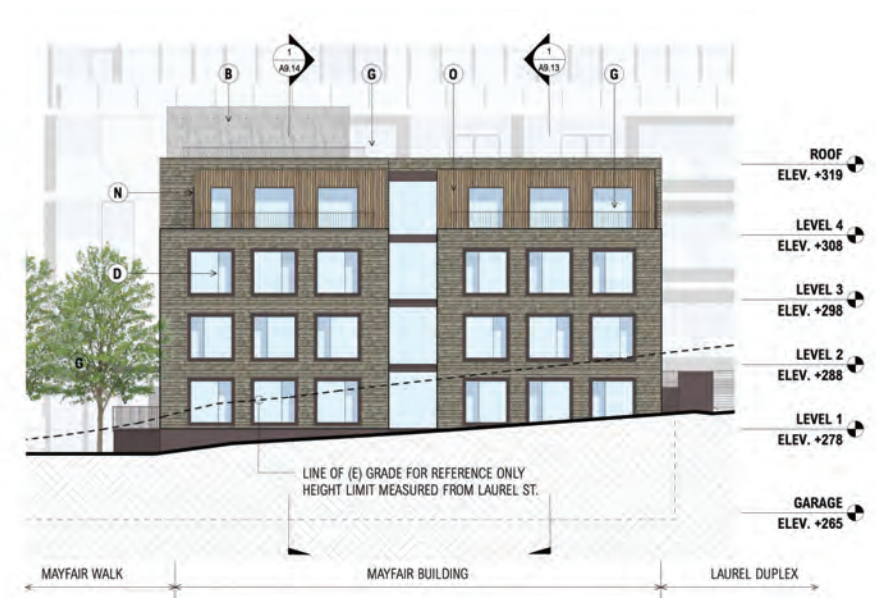 1
A9.14
1
A9.13
B
G
O
G
N
D
G
ROOF
ELEV. +319
LEVEL 4
ELEV. +308
LEVEL 3
ELEV. +298
LEVEL 2
ELEV. +288
LEVEL 1
ELEV. +278
GARAGE
ELEV. +265
LINE OF (E) GRADE FOR REFERENCE ONLY
HEIGHT LIMIT MEASURED FROM LAUREL ST.
MAYFAIR WALK
MAYFAIR BUILDING
LAUREL DUPLEX